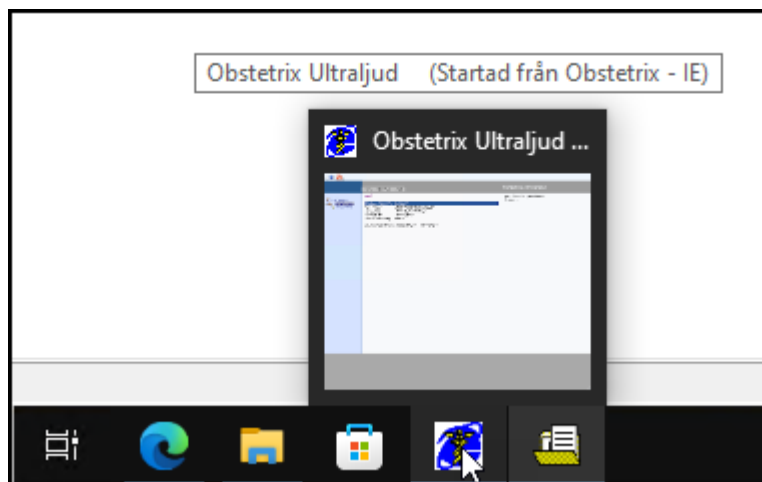 Obstetrix Ultraljud (Startad från Obstetrix - IE)
Obstetrix Ultraljud ...